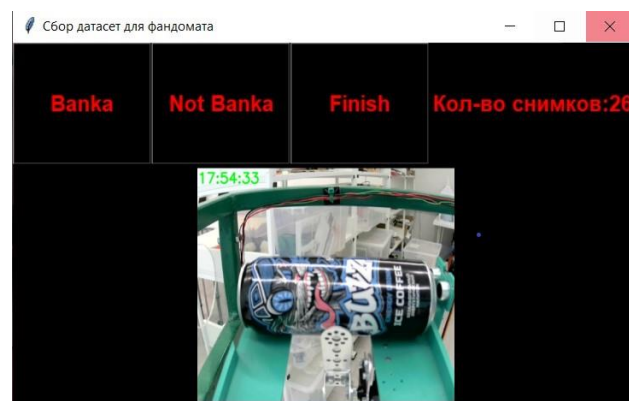 Сбор датасет для фандомата
Banka
Not Banka
Finish
Кол-во снимков:26
17:54:33
BUZZ
ICE COFFEE